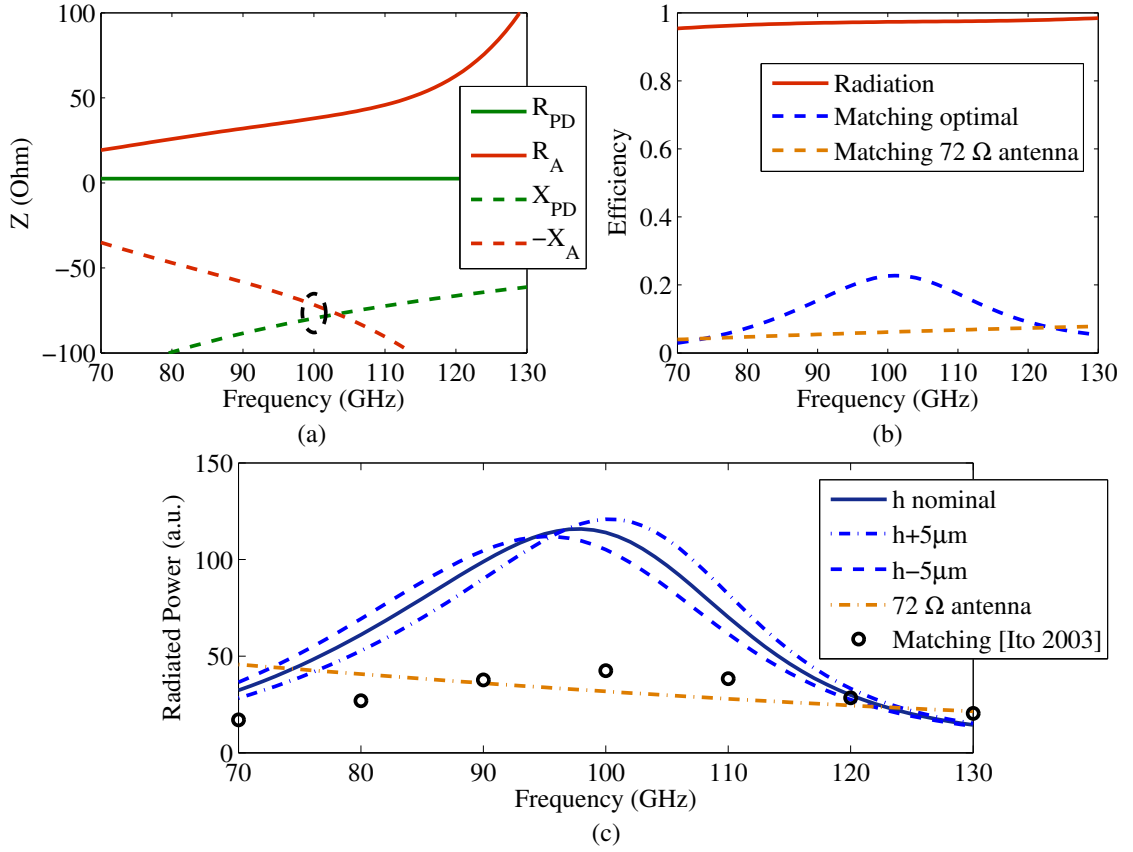 100
50
0
−50
−100
Z (Ohm)
70 80 90 100 110 120 130
Frequency (GHz)
R_PD
R_A
X_PD
−X_A
(a)
1
0.8
0.6
0.4
0.2
0
Efficiency
70 80 90 100 110 120 130
Frequency (GHz)
Radiation
Matching optimal
Matching 72 Ω antenna
(b)
150
100
50
0
Radiated Power (a.u.)
70 80 90 100 110 120 130
Frequency (GHz)
h nominal
h+5μm
h−5μm
72 Ω antenna
Matching [Ito 2003]
(c)